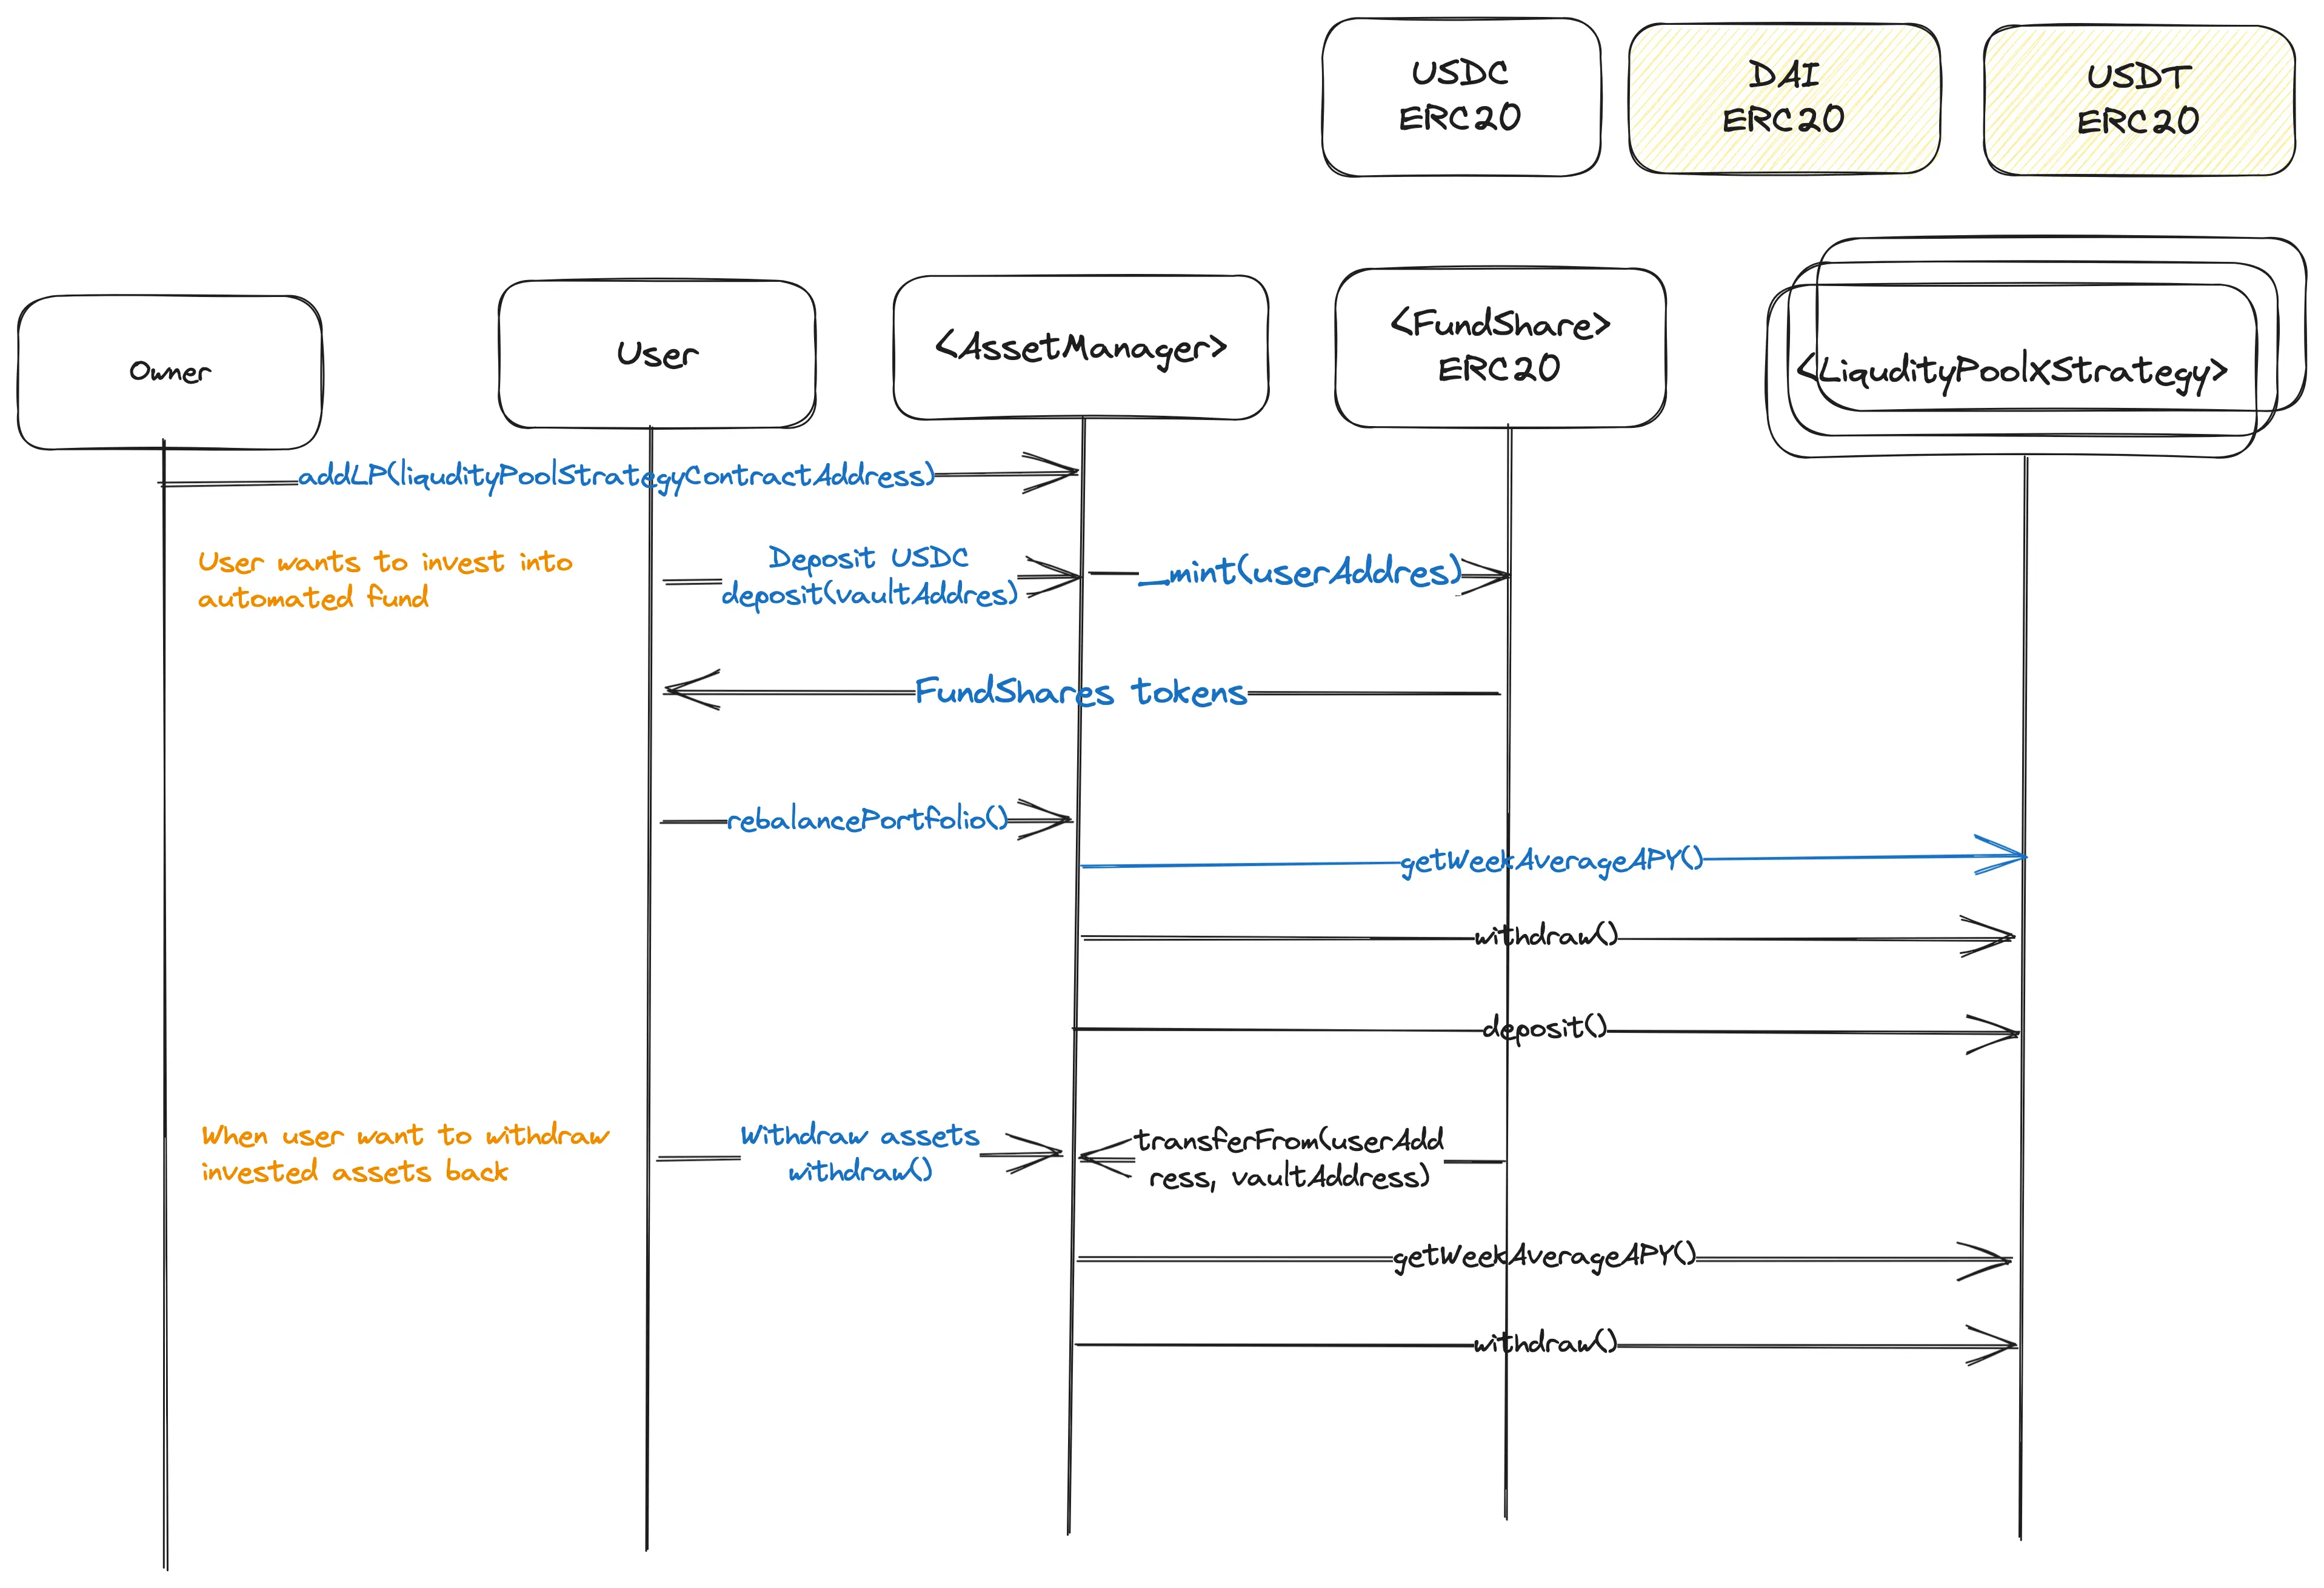 USDC
ERC20
DAI
ERC20
USDT
ERC20
Owner
User
<AssetManager>
<FundShare>
ERC20
<LiqudityPoolXStrategy>
addLP(liqudityPoolStrategyContractAddress)
User wants to invest into
automated fund
Deposit USDC
deposit(vaultAddres)
_mint(userAddres)
FundShares tokens
rebalancePortfolio()
getWeekAverageAPY()
withdraw()
deposit()
When user want to withdraw
invested assets back
Withdraw assets
withdraw()
transferFrom(userAdd
ress, vaultAddress)
getWeekAverageAPY()
withdraw()